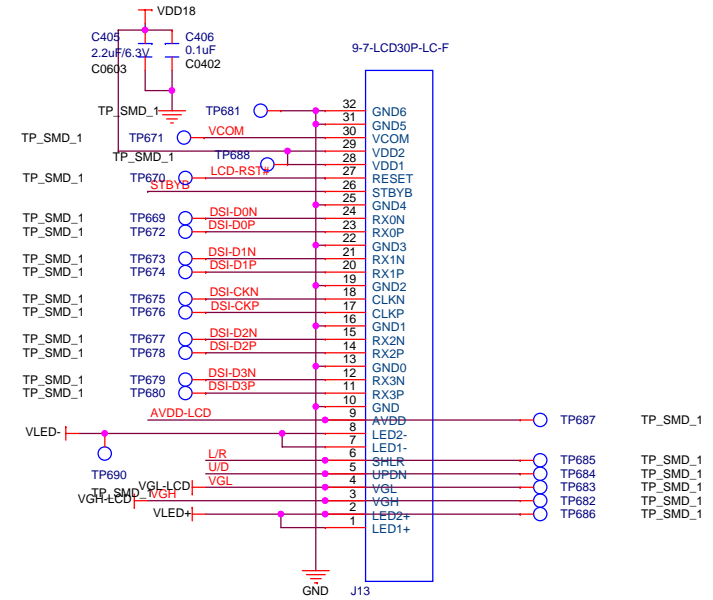 VDD18
C405
2.2uF/6.3V
C0603
C406
0.1uF
C0402
9-7-LCD30P-LC-F
TP_SMD_1 TP681 32 GND6
31 GND5
TP_SMD_1 TP671 VCOM 30 VCOM
29 VDD2
TP_SMD_1 TP688 28 VDD1
TP_SMD_1 TP670 LCD-RST# 27 RESET
STBYB 26 STBYB
25 GND4
TP_SMD_1 TP669 DSI-D0N 24 RX0N
TP_SMD_1 TP672 DSI-D0P 23 RX0P
22 GND3
TP_SMD_1 TP673 DSI-D1N 21 RX1N
TP_SMD_1 TP674 DSI-D1P 20 RX1P
19 GND2
TP_SMD_1 TP675 DSI-CKN 18 CLKN
TP_SMD_1 TP676 DSI-CKP 17 CLKP
16 GND1
TP_SMD_1 TP677 DSI-D2N 15 RX2N
TP_SMD_1 TP678 DSI-D2P 14 RX2P
13 GND0
TP_SMD_1 TP679 DSI-D3N 12 RX3N
TP_SMD_1 TP680 DSI-D3P 11 RX3P
10 GND
AVDD-LCD 9 AVDD TP687 TP_SMD_1
VLED- 8 LED2-
7 LED1-
L/R 6 SHLR TP685 TP_SMD_1
TP690 U/D 5 UPDN TP684 TP_SMD_1
VGL-LCD VGL 4 VGL TP683 TP_SMD_1
TP_SMD_1
VGH-LCD VGH 3 VGH TP682 TP_SMD_1
VLED+ 2 LED2+ TP686 TP_SMD_1
1 LED1+
GND J13